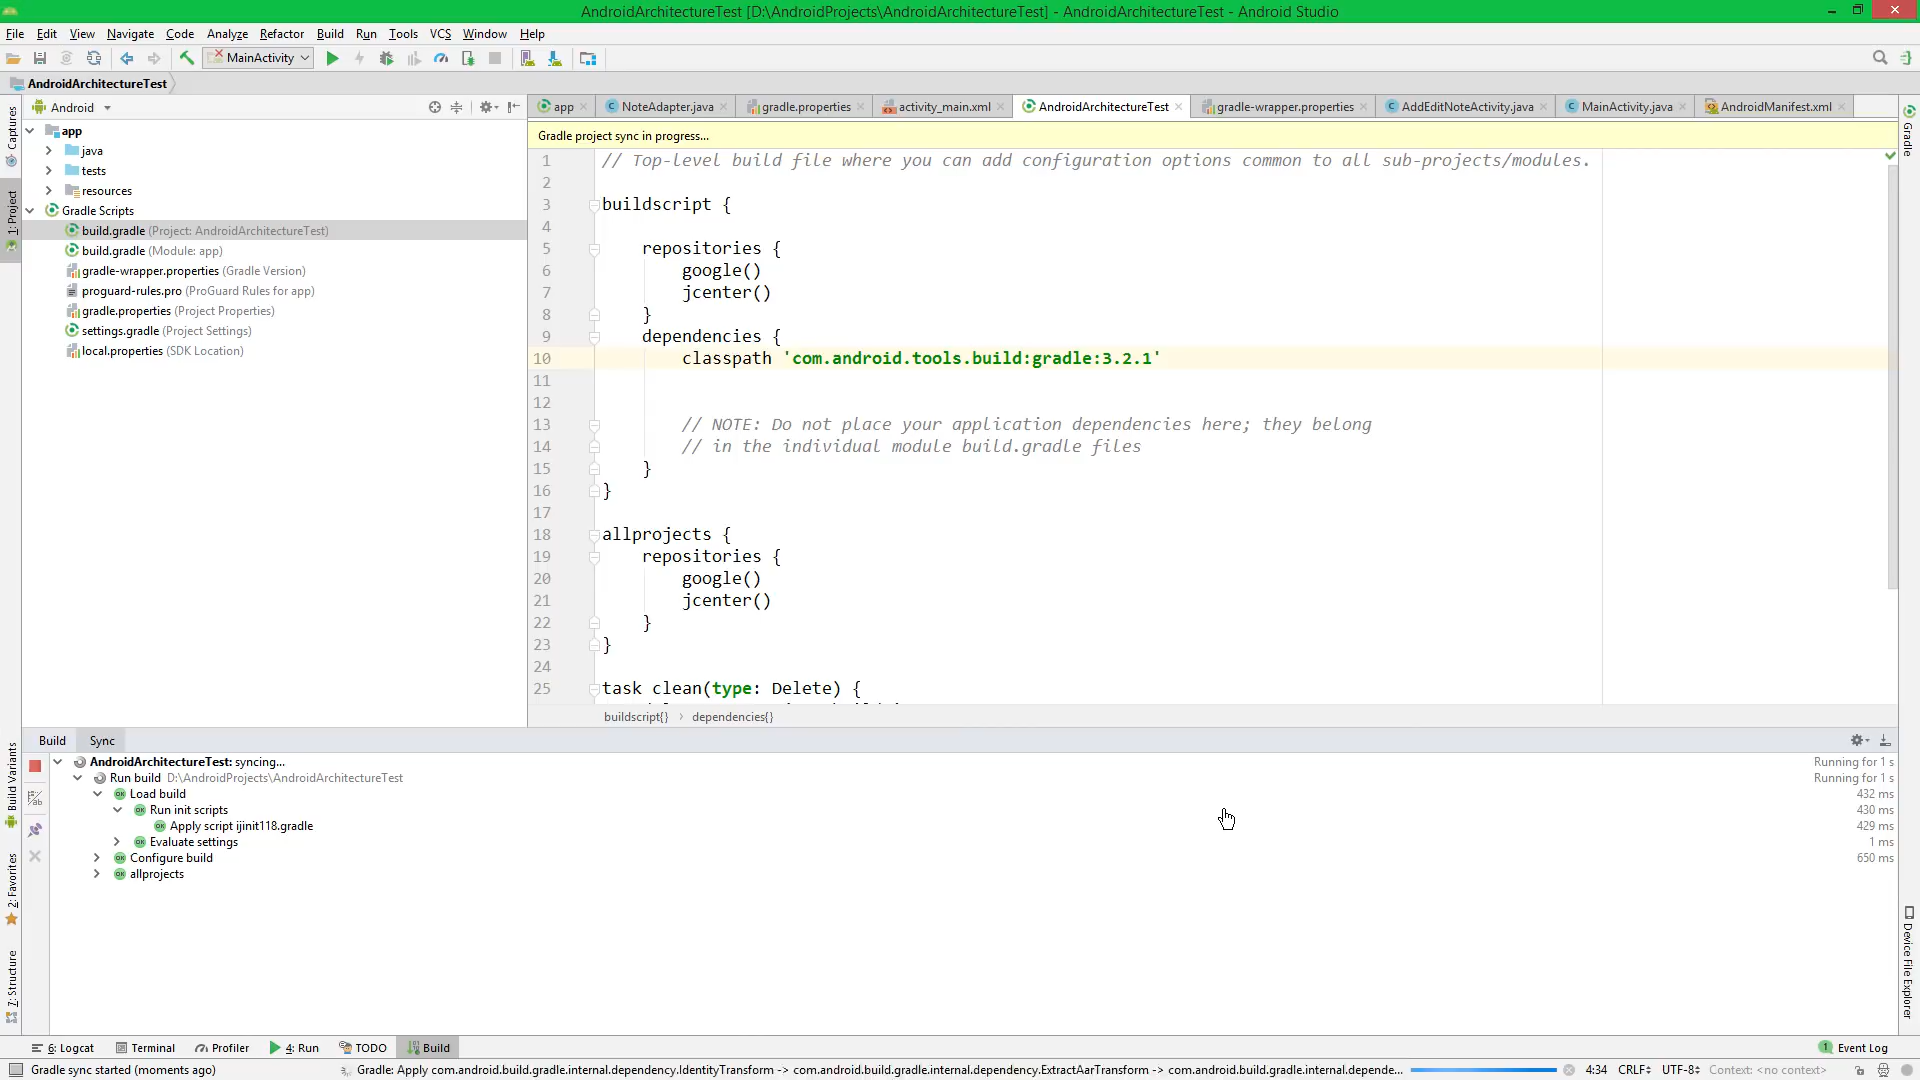 AndroidArchitectureTest [D:\AndroidProjects\AndroidArchitectureTest] - AndroidArchitectureTest - Android Studio
File Edit View Navigate Code Analyze Refactor Build Run Tools VCS Window Help
MainActivity
AndroidArchitectureTest
Android
app NoteAdapter.java gradle.properties activity_main.xml AndroidArchitectureTest gradle-wrapper.properties AddEditNoteActivity.java MainActivity.java AndroidManifest.xml
Captures
1: Project
Build Variants
2: Favorites
7: Structure
app
java
tests
resources
Gradle Scripts
build.gradle (Project: AndroidArchitectureTest)
build.gradle (Module: app)
gradle-wrapper.properties (Gradle Version)
proguard-rules.pro (ProGuard Rules for app)
gradle.properties (Project Properties)
settings.gradle (Project Settings)
local.properties (SDK Location)
Gradle project sync in progress...
1 // Top-level build file where you can add configuration options common to all sub-projects/modules.
2
3 buildscript {
4
5 repositories {
6 google()
7 jcenter()
8 }
9 dependencies {
10 classpath 'com.android.tools.build:gradle:3.2.1'
11
12
13 // NOTE: Do not place your application dependencies here; they belong
14 // in the individual module build.gradle files
15 }
16 }
17
18 allprojects {
19 repositories {
20 google()
21 jcenter()
22 }
23 }
24
25 task clean(type: Delete) {
buildscript{} dependencies{}
Gradle
Device File Explorer
Build Sync
AndroidArchitectureTest: syncing... Running for 1 s
Run build D:\AndroidProjects\AndroidArchitectureTest Running for 1 s
Load build 432 ms
Run init scripts 430 ms
Apply script ijinit118.gradle 429 ms
Evaluate settings 1 ms
Configure build 650 ms
allprojects
6: Logcat Terminal Profiler 4: Run TODO Build 1 Event Log
Gradle sync started (moments ago) Gradle: Apply com.android.build.gradle.internal.dependency.IdentityTransform -> com.android.build.gradle.internal.dependency.ExtractAarTransform -> com.android.build.gradle.internal.depende... 4:34 CRLF UTF-8 Context: <no context>